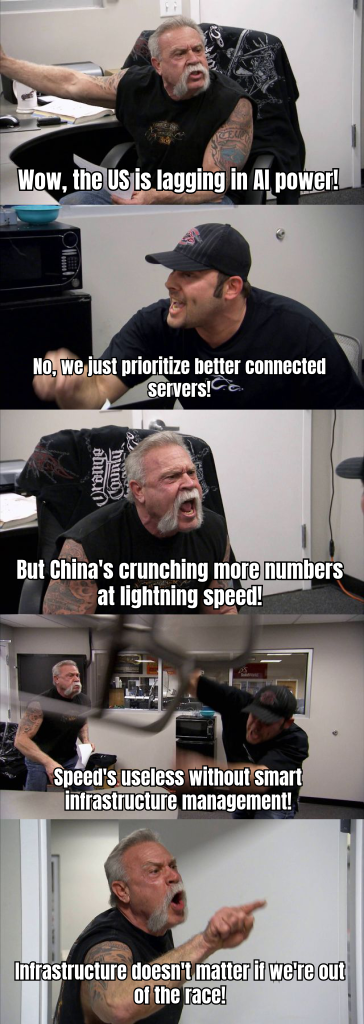 Wow, the US is lagging in AI power!
No, we just prioritize better connected
servers!
Orange
County
But China's crunching more numbers
at lightning speed!
Speed's useless without smart
infrastructure management!
Infrastructure doesn't matter if we're out
of the race!